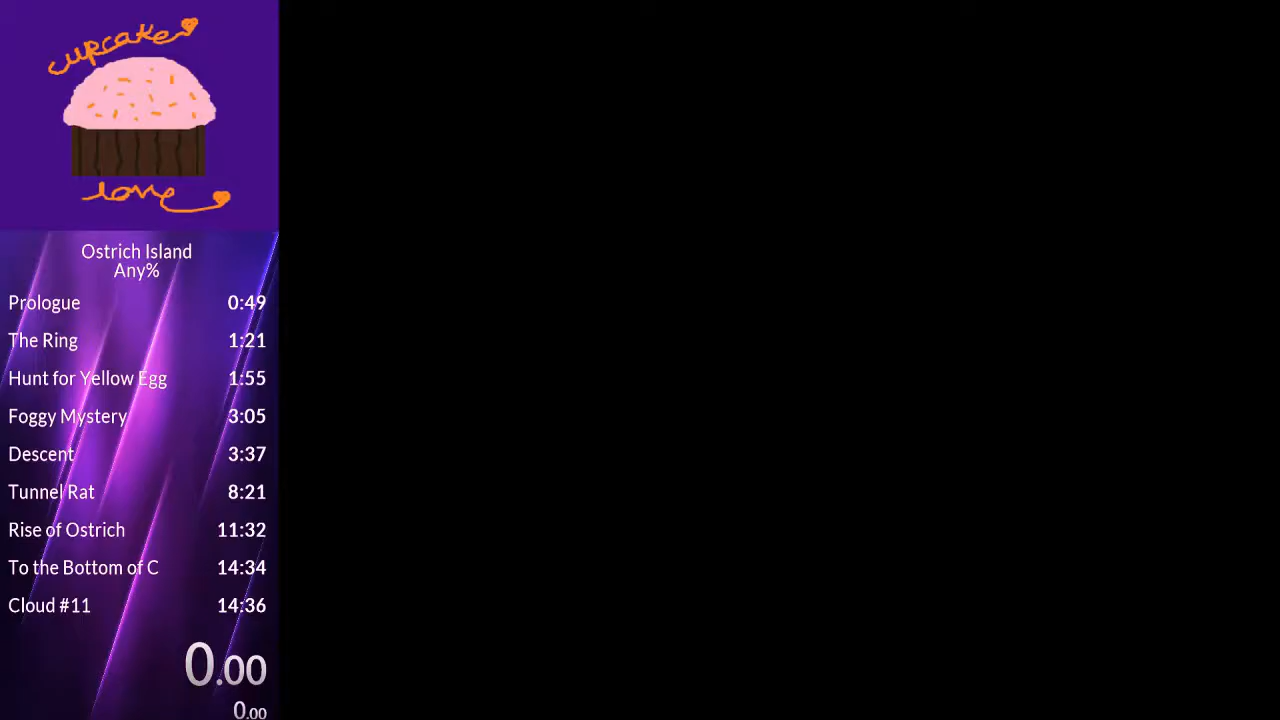 cupcake
love
Ostrich Island
Any%
Prologue 0:49
The Ring 1:21
Hunt for Yellow Egg 1:55
Foggy Mystery 3:05
Descent 3:37
Tunnel Rat 8:21
Rise of Ostrich 11:32
To the Bottom of C 14:34
Cloud #11 14:36
0.00
0.00